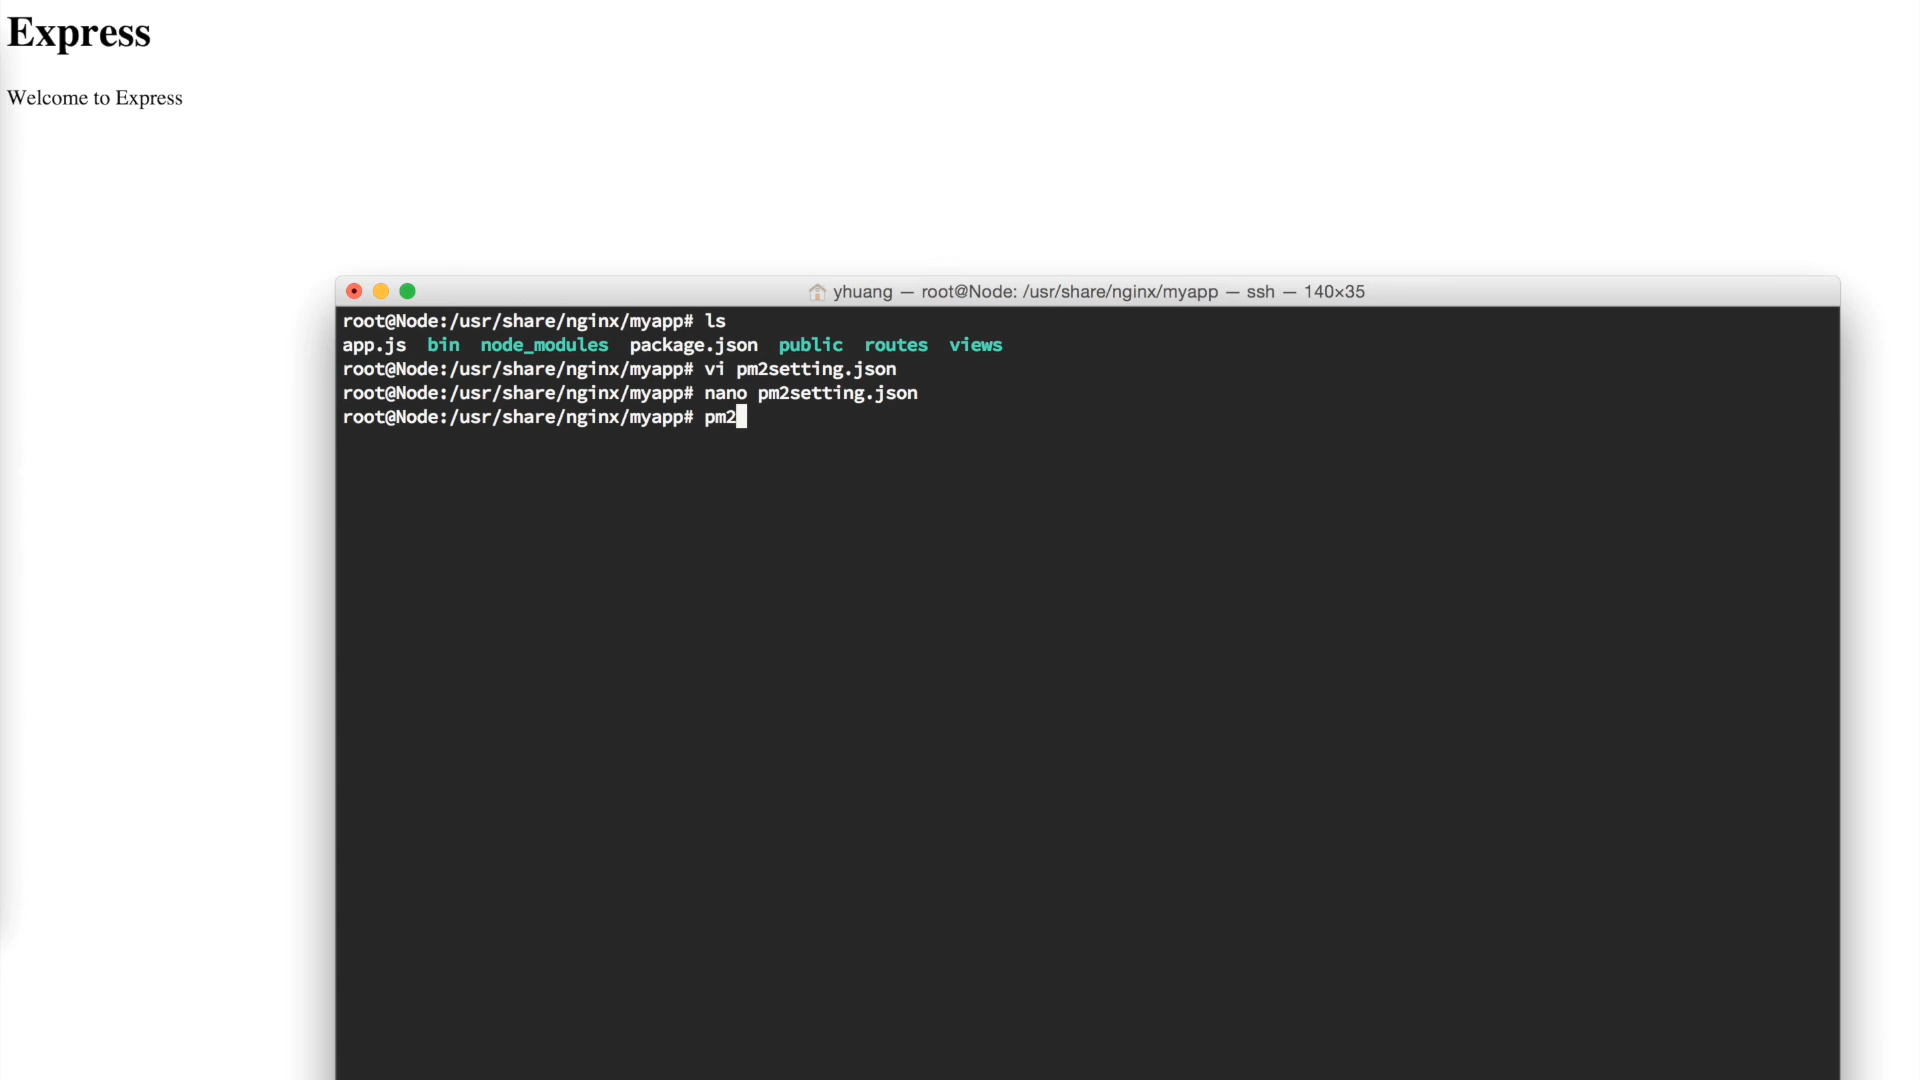 Express
Welcome to Express
yhuang — root@Node: /usr/share/nginx/myapp — ssh — 140×35
root@Node:/usr/share/nginx/myapp# ls
app.js  bin  node_modules  package.json  public  routes  views
root@Node:/usr/share/nginx/myapp# vi pm2setting.json
root@Node:/usr/share/nginx/myapp# nano pm2setting.json
root@Node:/usr/share/nginx/myapp# pm2